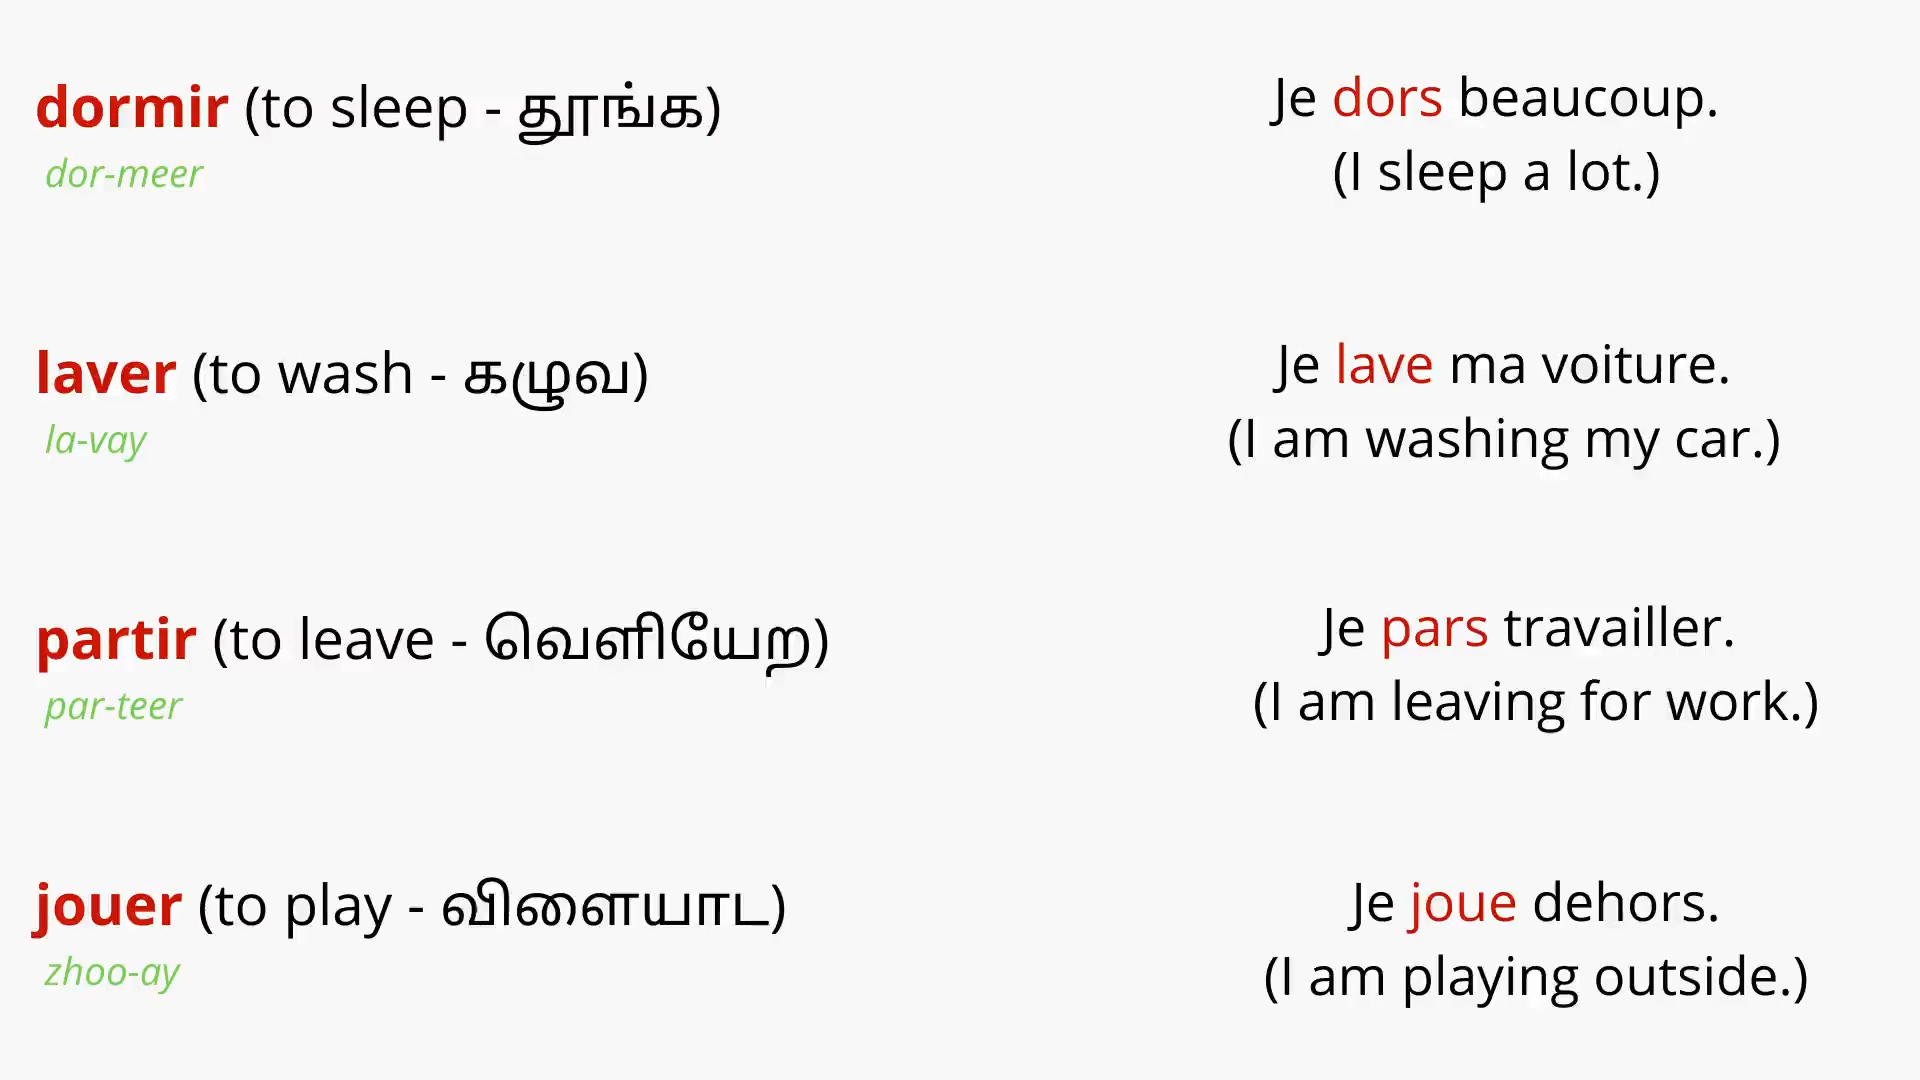 dormir (to sleep - தூங்க)
dor-meer
Je dors beaucoup.
(I sleep a lot.)
laver (to wash - கழுவ)
la-vay
Je lave ma voiture.
(I am washing my car.)
partir (to leave - வெளியேற)
par-teer
Je pars travailler.
(I am leaving for work.)
jouer (to play - விளையாட)
zhoo-ay
Je joue dehors.
(I am playing outside.)